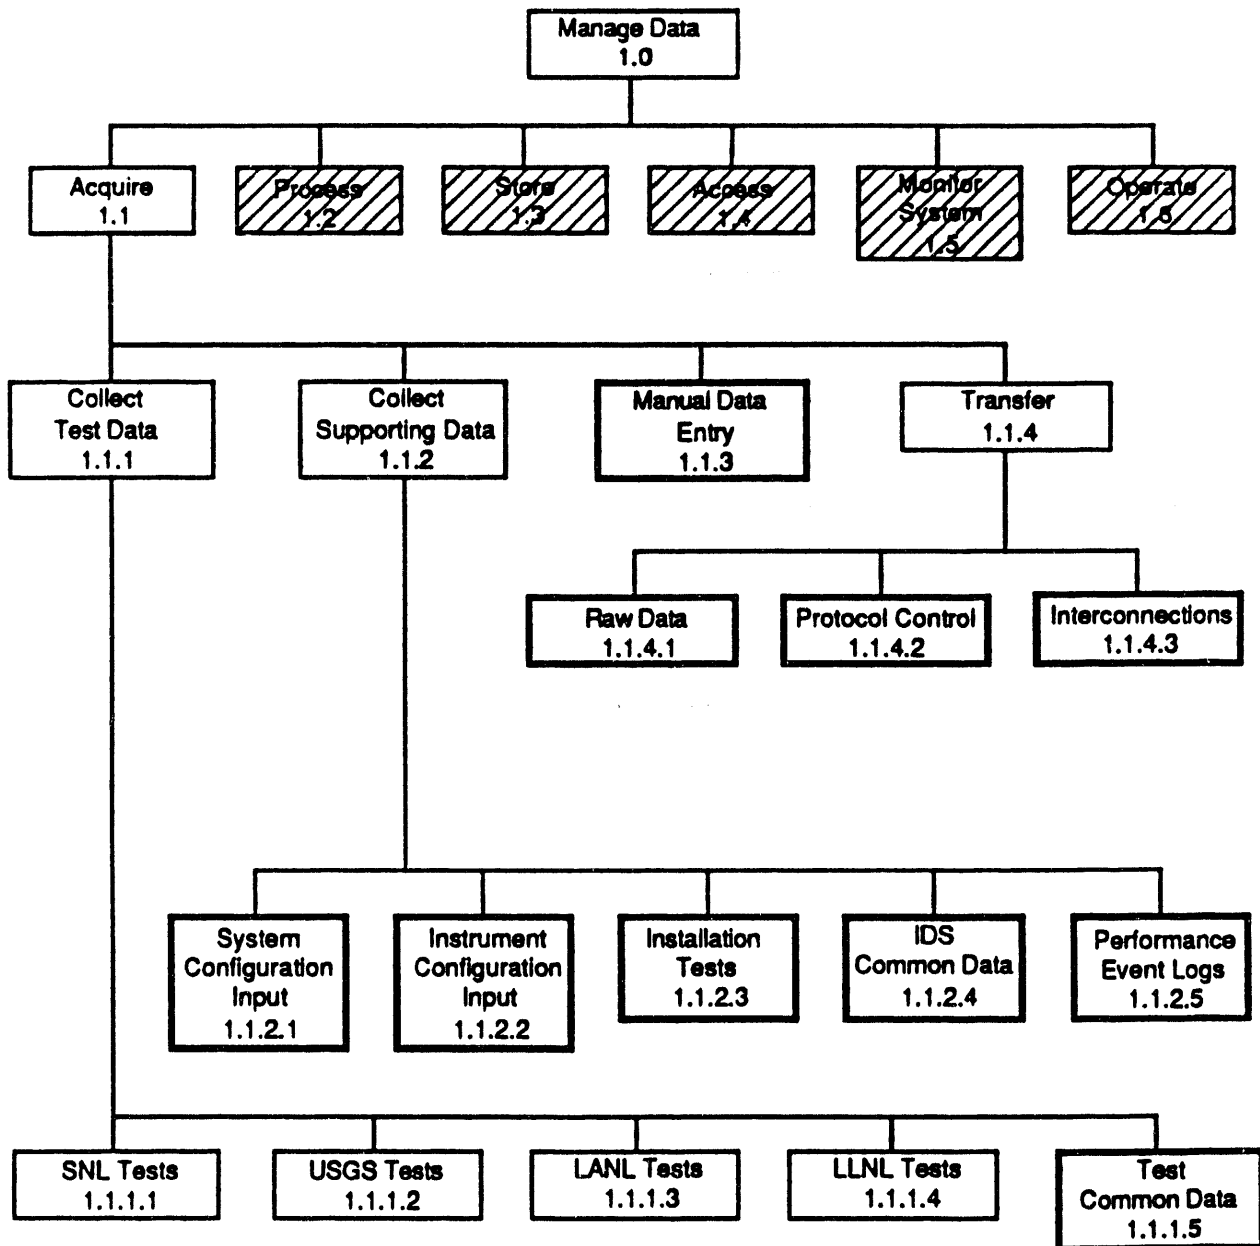 Manage Data
1.0
Acquire
1.1
Process
1.2
Store
1.3
Access
1.4
Monitor
System
1.5
Operate
1.6
Collect
Test Data
1.1.1
Collect
Supporting Data
1.1.2
Manual Data
Entry
1.1.3
Transfer
1.1.4
Raw Data
1.1.4.1
Protocol Control
1.1.4.2
Interconnections
1.1.4.3
System
Configuration
Input
1.1.2.1
Instrument
Configuration
Input
1.1.2.2
Installation
Tests
1.1.2.3
IDS
Common Data
1.1.2.4
Performance
Event Logs
1.1.2.5
SNL Tests
1.1.1.1
USGS Tests
1.1.1.2
LANL Tests
1.1.1.3
LLNL Tests
1.1.1.4
Test
Common Data
1.1.1.5